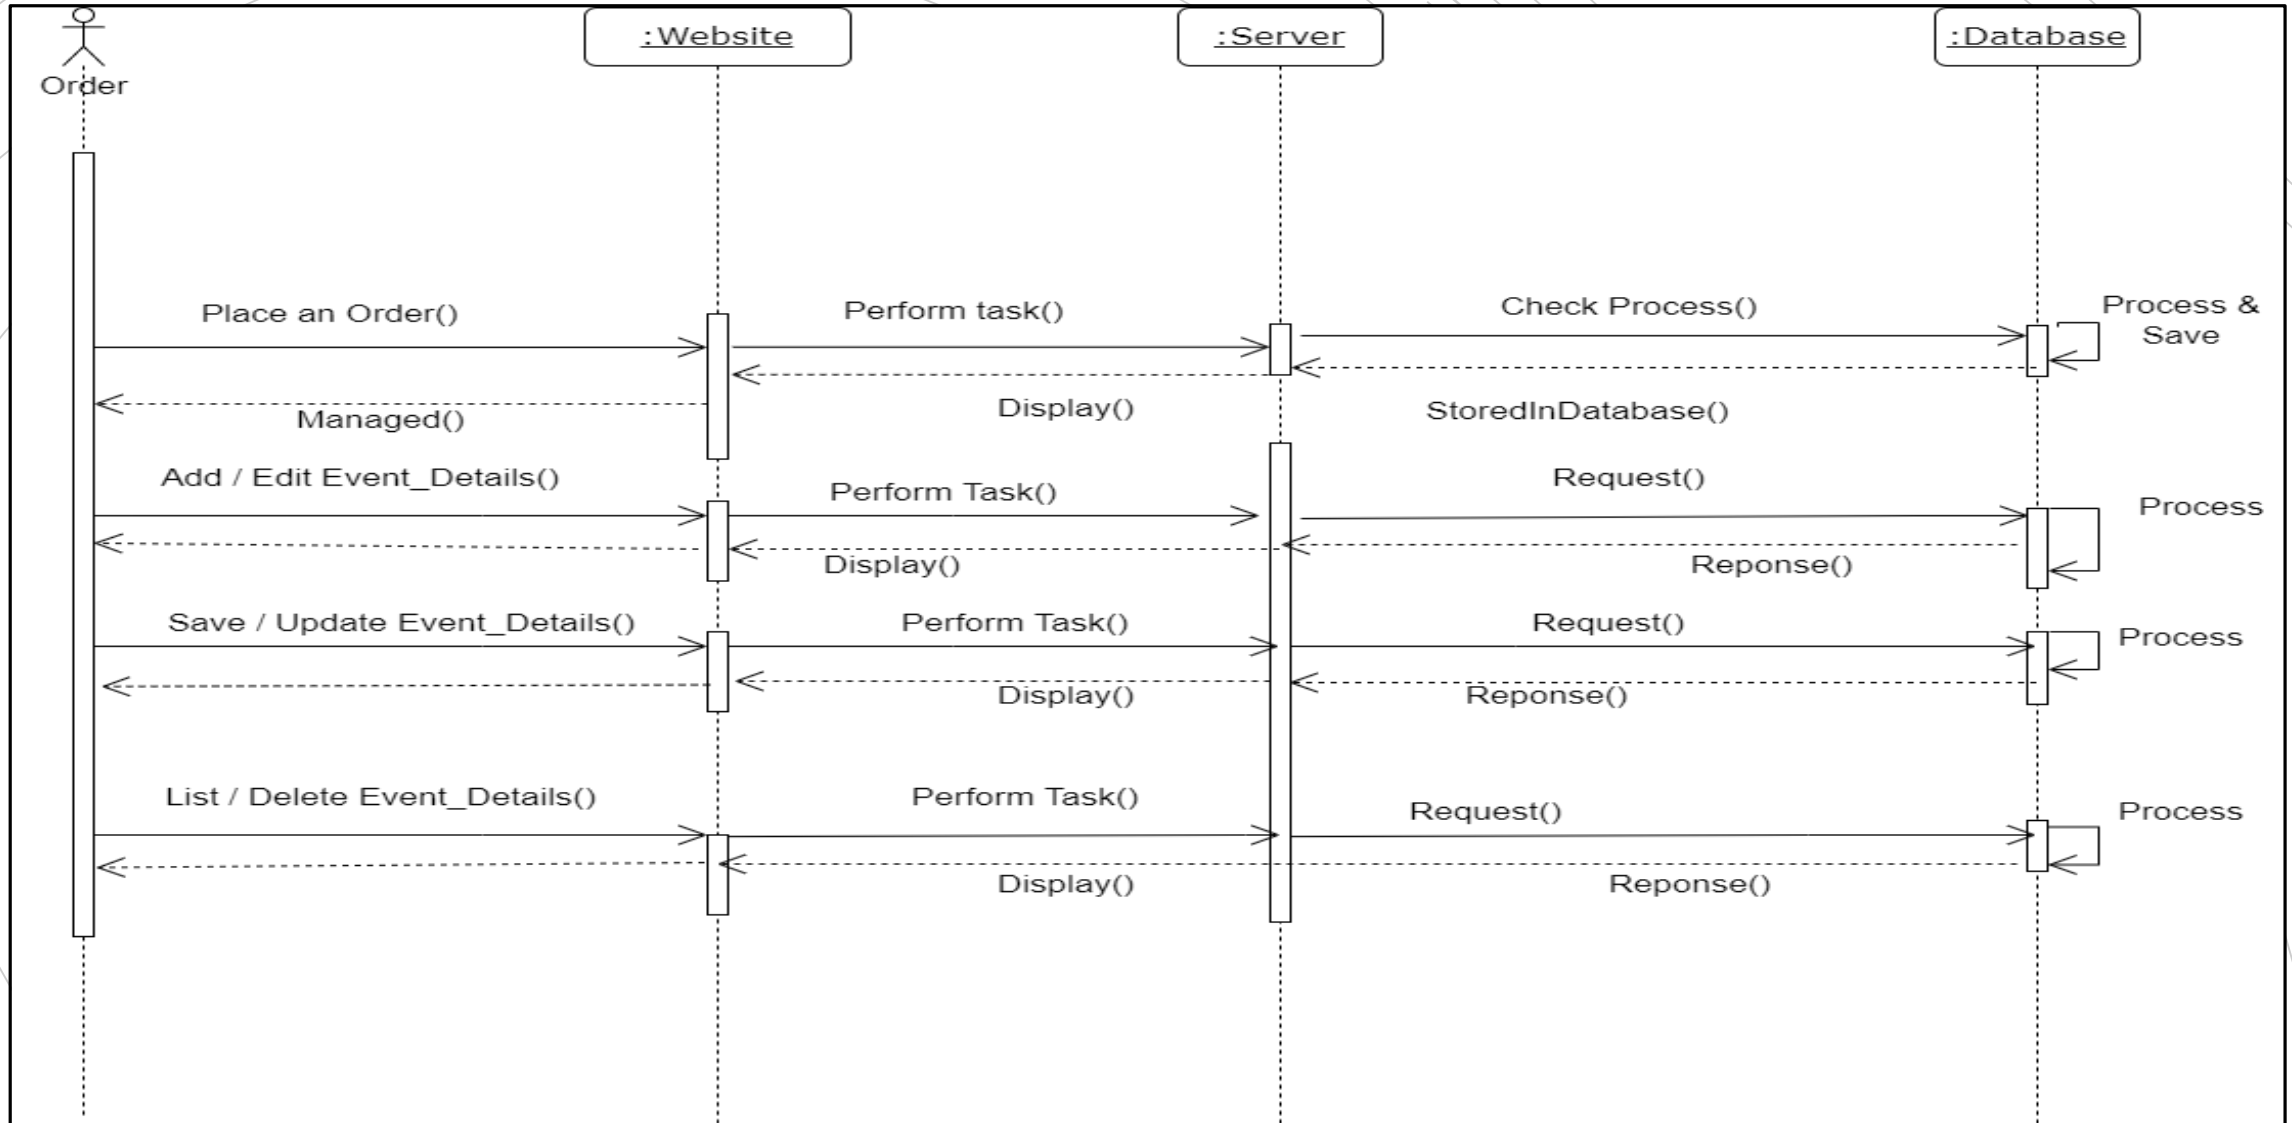 :Website
:Server
:Database
Order
Place an Order()
Perform task()
Check Process()
Process &
Save
Managed()
Display()
StoredInDatabase()
Add / Edit Event_Details()
Perform Task()
Request()
Process
Display()
Reponse()
Save / Update Event_Details()
Perform Task()
Request()
Process
Display()
Reponse()
List / Delete Event_Details()
Perform Task()
Request()
Process
Display()
Reponse()